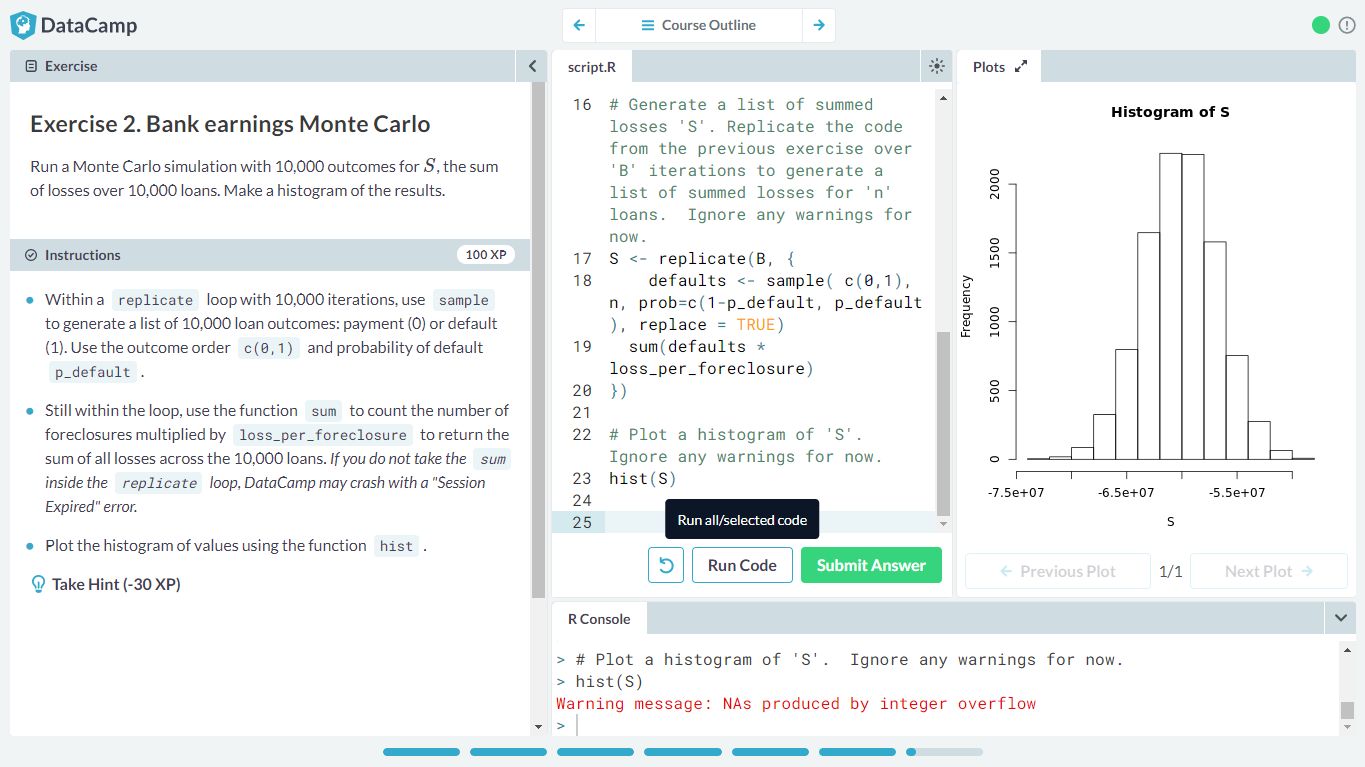 DataCamp
Course Outline
Exercise
Exercise 2. Bank earnings Monte Carlo
Run a Monte Carlo simulation with 10,000 outcomes for S, the sum
of losses over 10,000 loans. Make a histogram of the results.
Instructions
100 XP
Within a replicate loop with 10,000 iterations, use sample
to generate a list of 10,000 loan outcomes: payment (0) or default
(1). Use the outcome order c(0,1) and probability of default
p_default .
Still within the loop, use the function sum to count the number of
foreclosures multiplied by loss_per_foreclosure to return the
sum of all losses across the 10,000 loans. If you do not take the sum
inside the replicate loop, DataCamp may crash with a "Session
Expired" error.
Plot the histogram of values using the function hist .
Take Hint (-30 XP)
script.R
16 # Generate a list of summed
losses 'S'. Replicate the code
from the previous exercise over
'B' iterations to generate a
list of summed losses for 'n'
loans.  Ignore any warnings for
now.
17 S <- replicate(B, {
18     defaults <- sample( c(0,1),
n, prob=c(1-p_default, p_default
), replace = TRUE)
19   sum(defaults *
loss_per_foreclosure)
20 })
21
22 # Plot a histogram of 'S'.
Ignore any warnings for now.
23 hist(S)
24
25
Run all/selected code
Run Code
Submit Answer
Plots
Histogram of S
Frequency
2000
1500
1000
500
0
-7.5e+07
-6.5e+07
-5.5e+07
S
Previous Plot
1/1
Next Plot
R Console
> # Plot a histogram of 'S'.  Ignore any warnings for now.
> hist(S)
Warning message: NAs produced by integer overflow
>